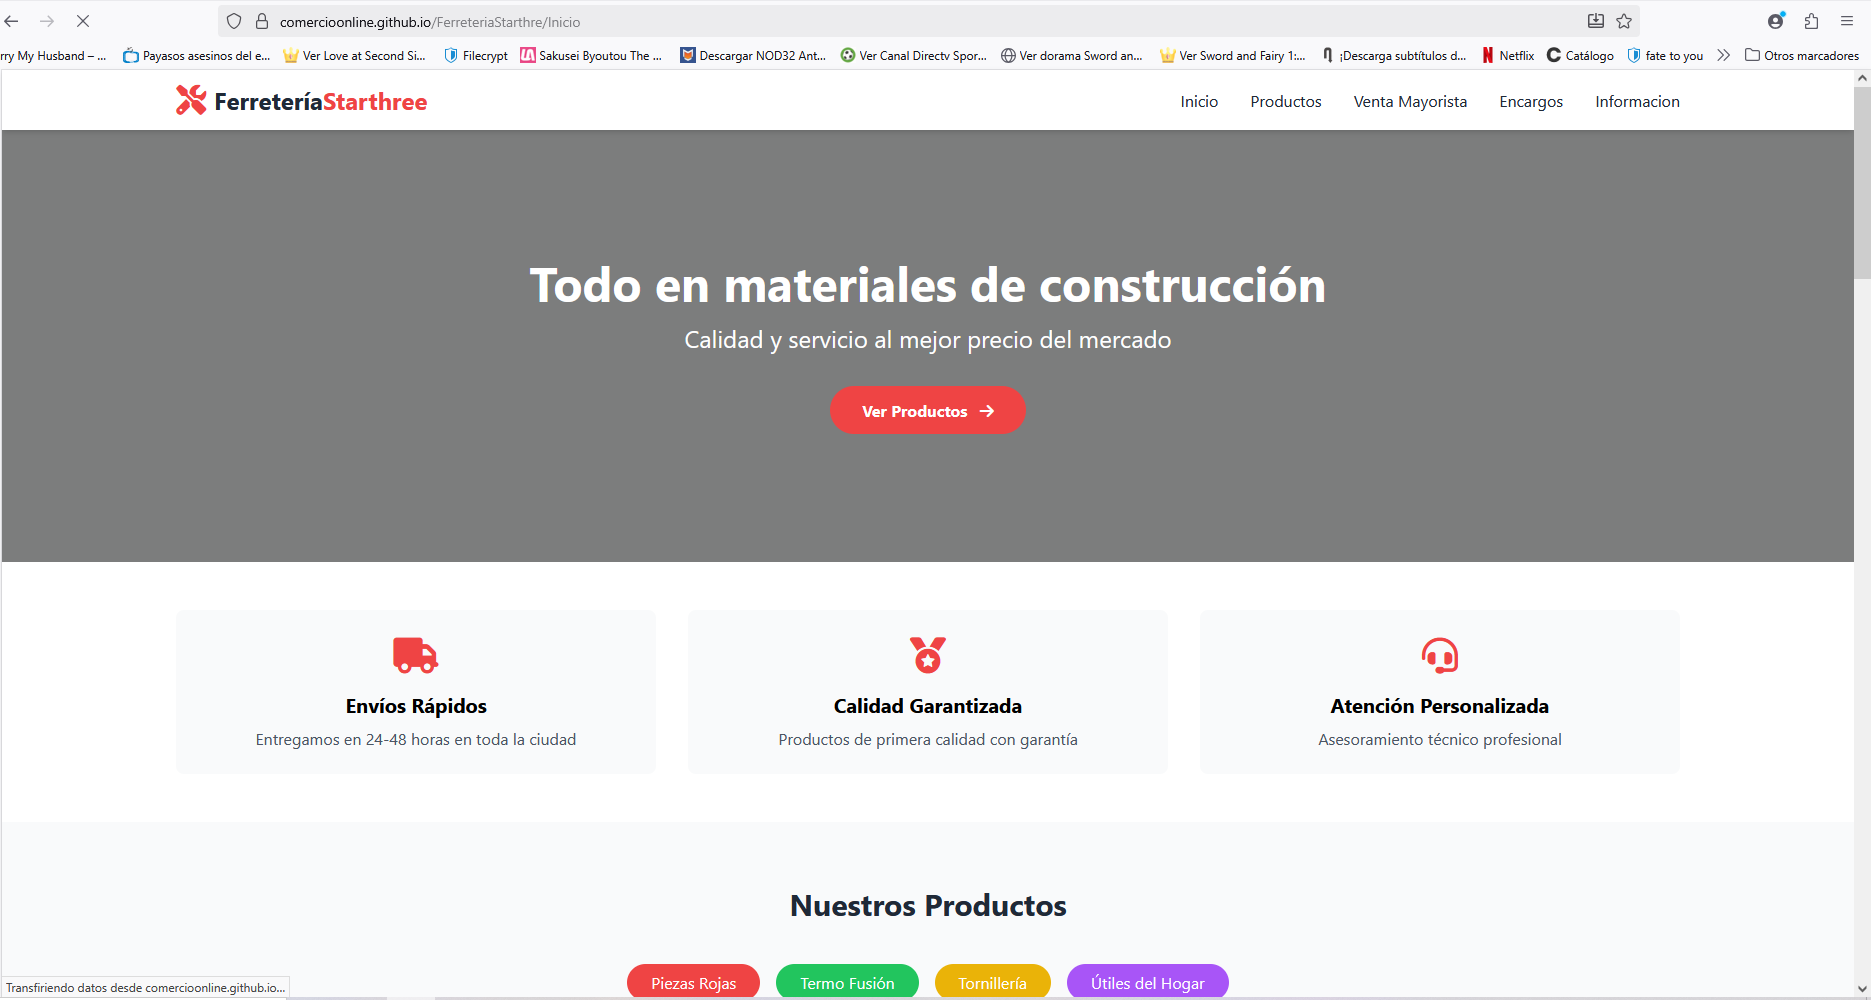 comercioonline.github.io/FerreteriaStarthre/Inicio
rry My Husband – ... Payasos asesinos del e... Ver Love at Second Si... Filecrypt Sakusei Byoutou The ... Descargar NOD32 Ant... Ver Canal Directv Spor... Ver dorama Sword an... Ver Sword and Fairy 1:... ¡Descarga subtítulos d... Netflix Catálogo fate to you Otros marcadores
FerreteríaStarthree Inicio Productos Venta Mayorista Encargos Informacion
Todo en materiales de construcción
Calidad y servicio al mejor precio del mercado
Ver Productos
Envíos Rápidos
Entregamos en 24-48 horas en toda la ciudad
Calidad Garantizada
Productos de primera calidad con garantía
Atención Personalizada
Asesoramiento técnico profesional
Nuestros Productos
Piezas Rojas Termo Fusión Tornillería Útiles del Hogar
Transfiriendo datos desde comercioonline.github.io...